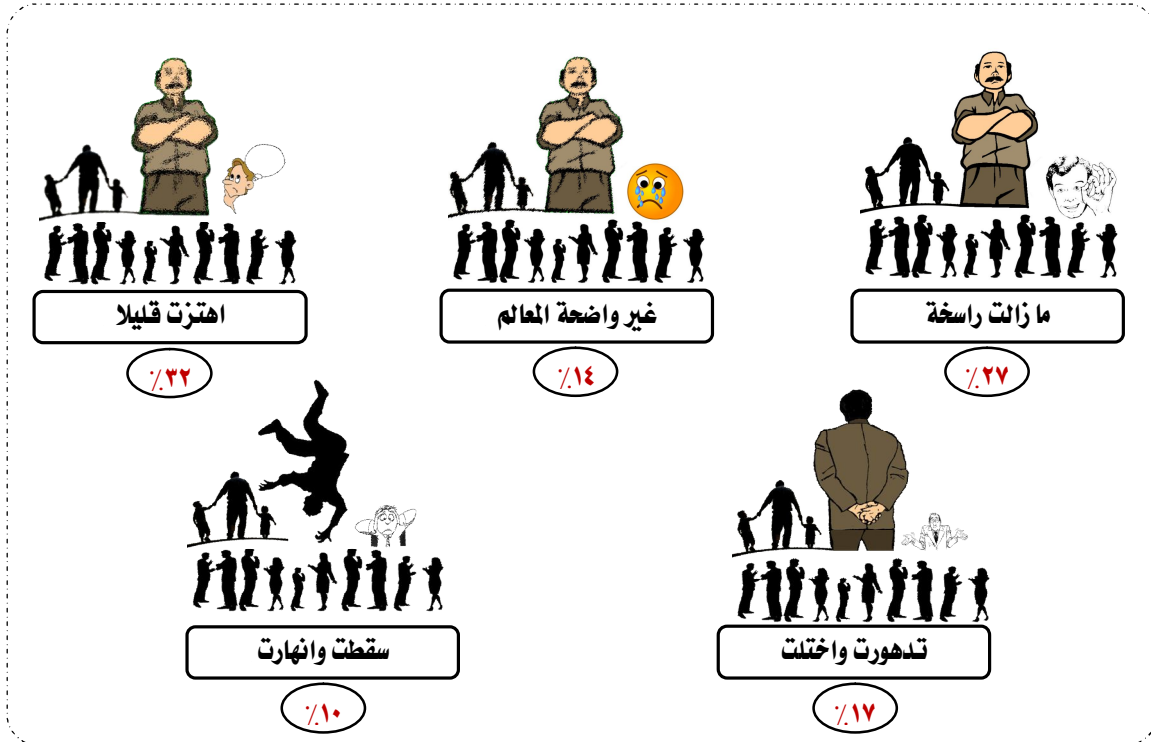 ما زالت راسخة
٪٢٧
غير واضحة المعالم
٪١٤
اهتزت قليلا
٪٣٢
تدهورت واختلت
٪١٧
سقطت وانهارت
٪١٠